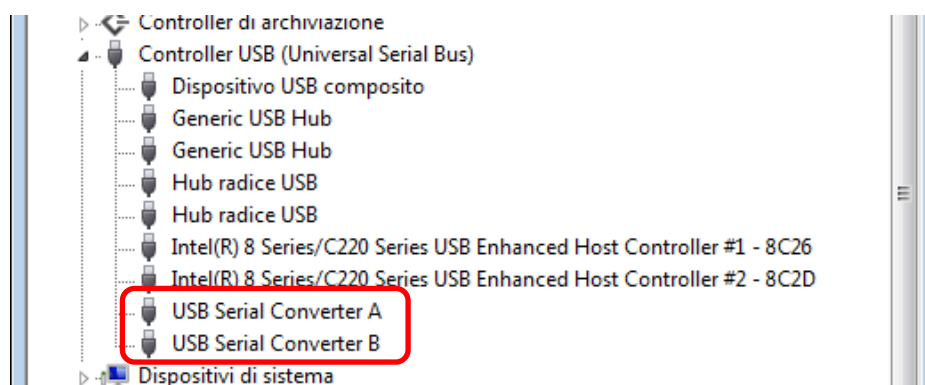 Controller di archiviazione
Controller USB (Universal Serial Bus)
Dispositivo USB composito
Generic USB Hub
Generic USB Hub
Hub radice USB
Hub radice USB
Intel(R) 8 Series/C220 Series USB Enhanced Host Controller #1 - 8C26
Intel(R) 8 Series/C220 Series USB Enhanced Host Controller #2 - 8C2D
USB Serial Converter A
USB Serial Converter B
Dispositivi di sistema